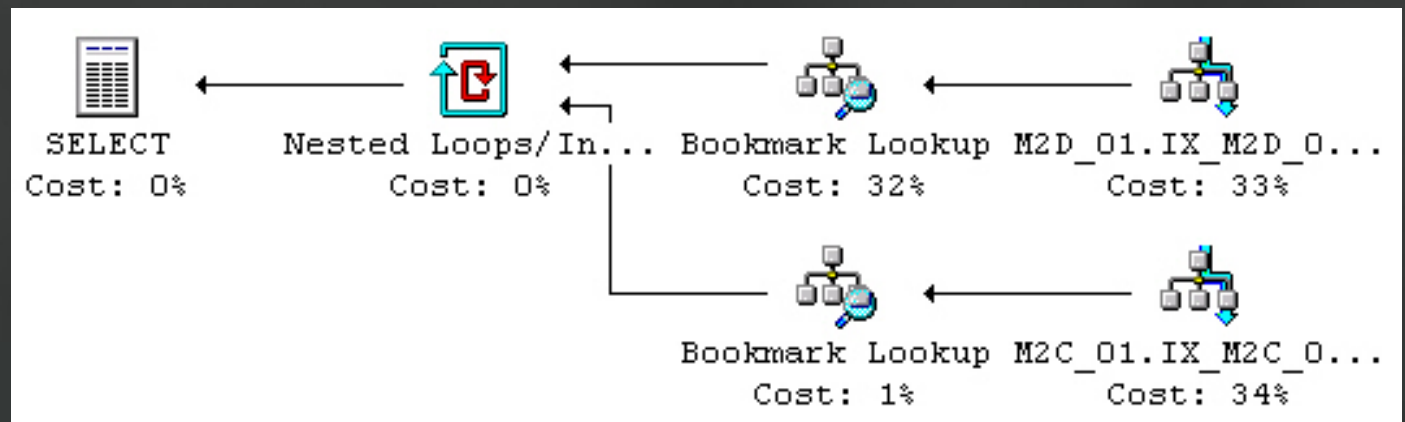 SELECT
Cost: 0%
Nested Loops/In...
Cost: 0%
Bookmark Lookup
Cost: 32%
M2D_01.IX_M2D_0...
Cost: 33%
Bookmark Lookup
Cost: 1%
M2C_01.IX_M2C_0...
Cost: 34%